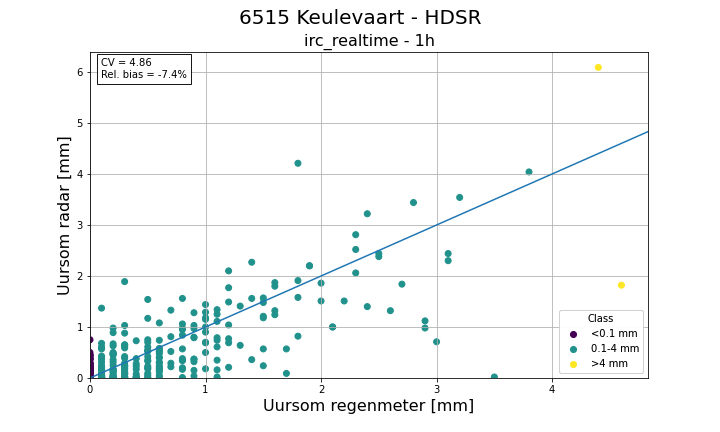 6515 Keulevaart - HDSR
irc_realtime - 1h
CV = 4.86
Rel. bias = -7.4%
Uursom radar [mm]
6
5
4
3
2
1
0
0 1 2 3 4
Uursom regenmeter [mm]
Class
<0.1 mm
0.1-4 mm
>4 mm